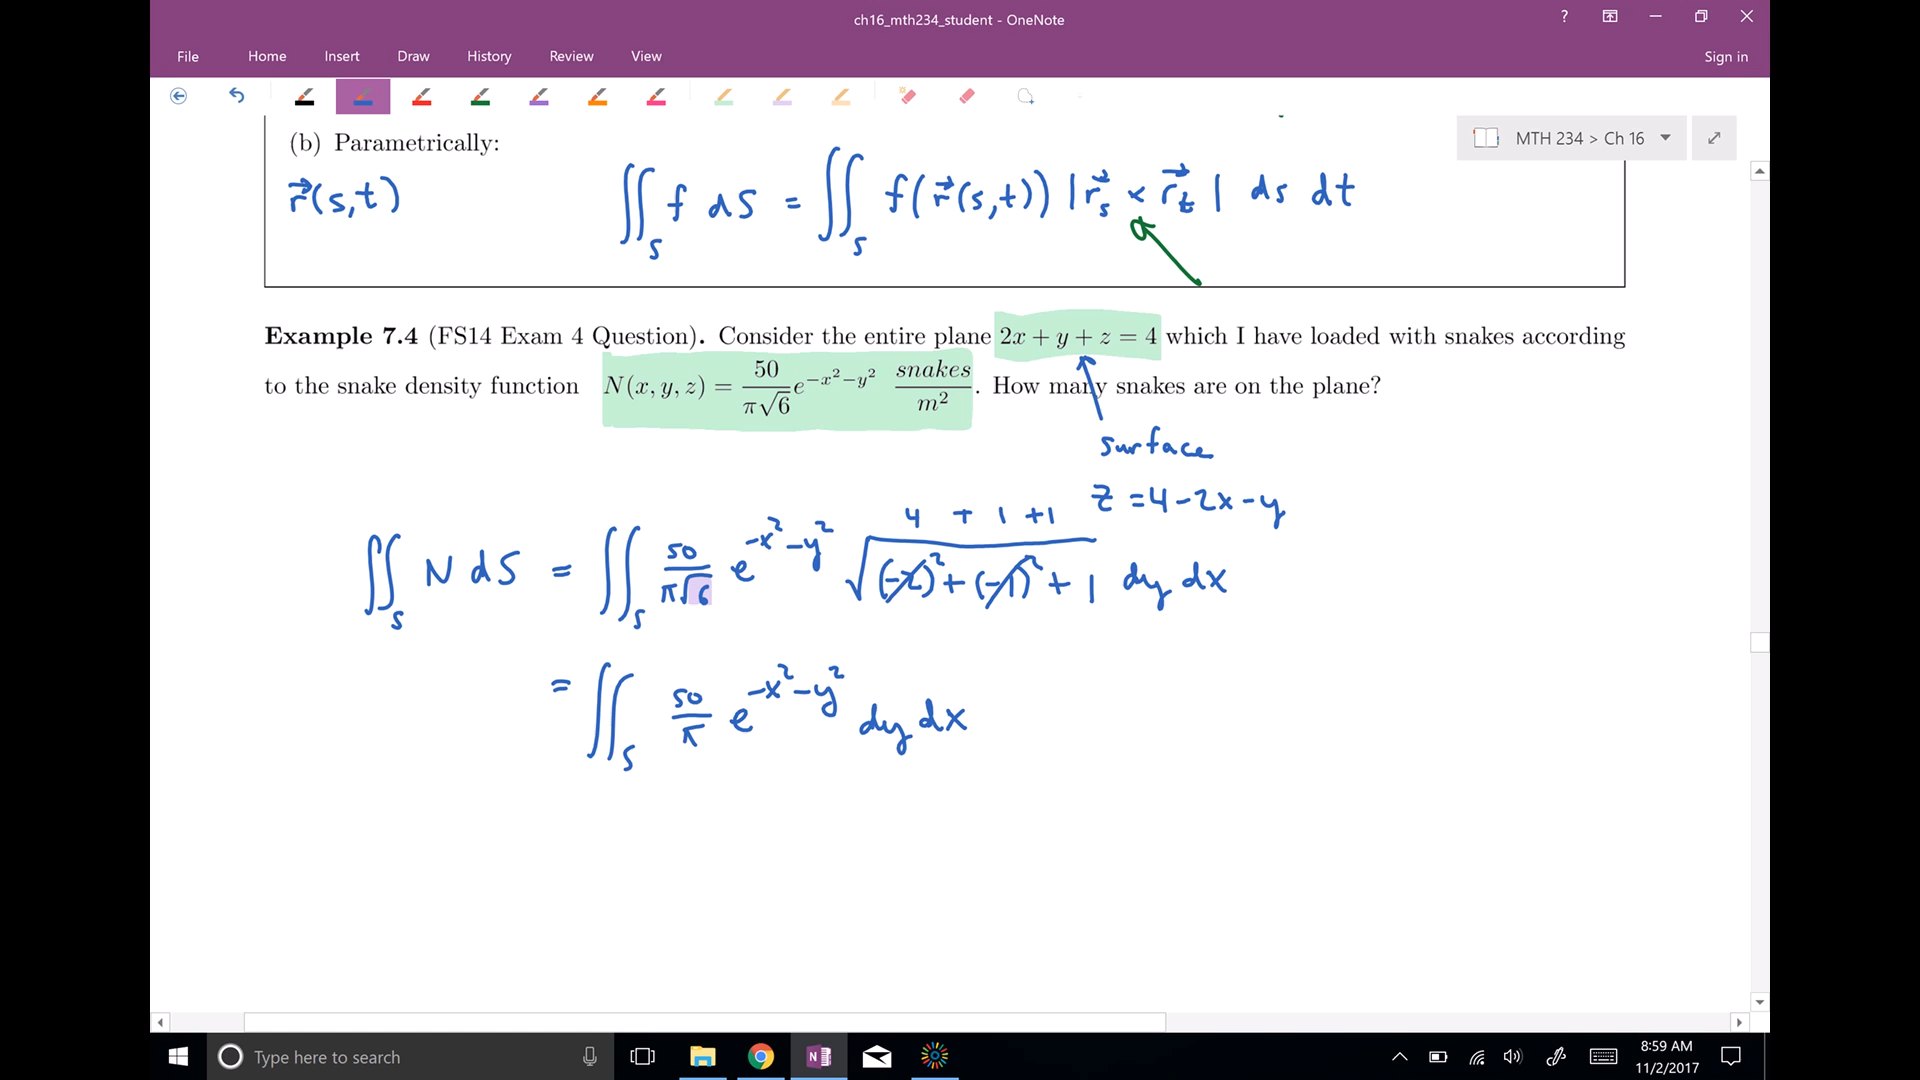 ch16_mth234_student - OneNote
?
File Home Insert Draw History Review View Sign in
MTH 234 > Ch 16
(b) Parametrically:
r⃗(s,t) ∬_S f dS = ∬_S f(r⃗(s,t)) |r⃗_s × r⃗_t| ds dt
Example 7.4 (FS14 Exam 4 Question). Consider the entire plane 2x + y + z = 4 which I have loaded with snakes according
to the snake density function N(x, y, z) = 50/(π√6) e^(−x²−y²) snakes/m². How many snakes are on the plane?
surface
z = 4 - 2x - y
4 + 1 + 1
∬_S N dS = ∬_S 50/(π√6) e^(-x²-y²) √((-2)² + (-1)² + 1) dy dx
= ∬_S 50/π e^(-x²-y²) dy dx
Type here to search
8:59 AM
11/2/2017